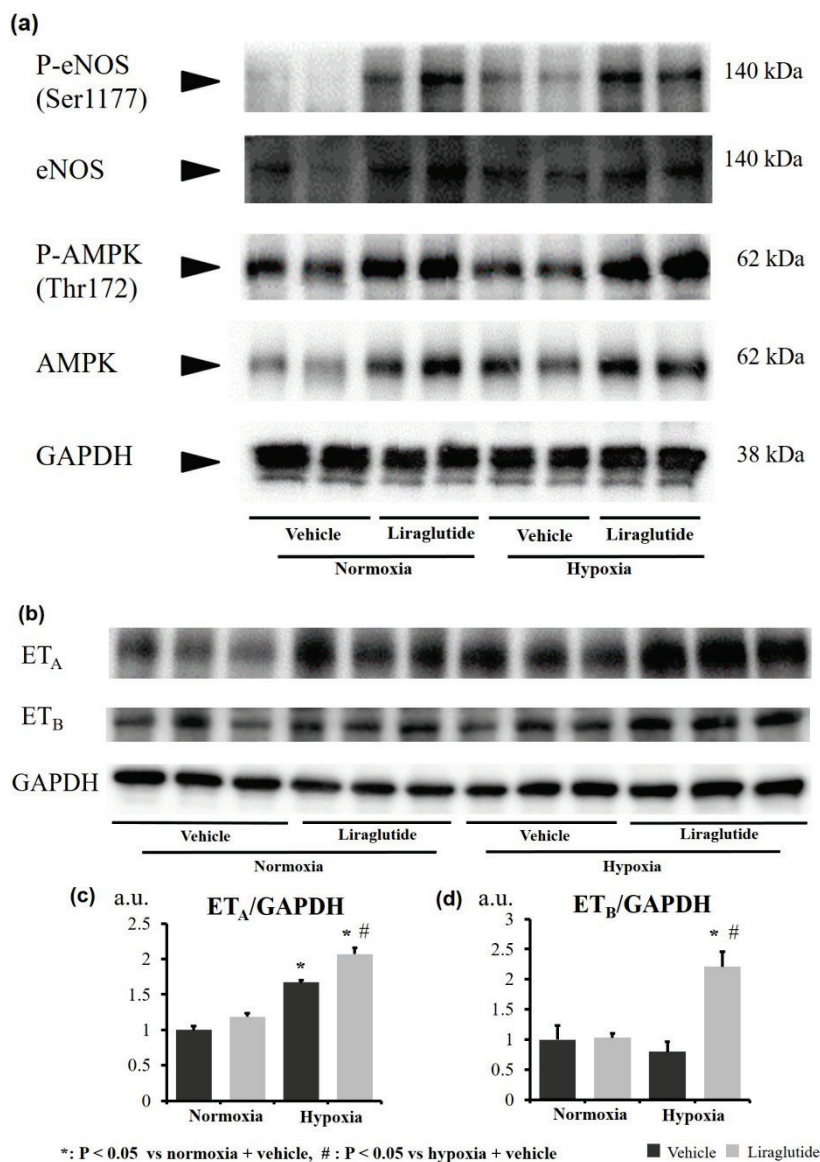 (a)
P-eNOS
(Ser1177)
140 kDa
eNOS
140 kDa
P-AMPK
(Thr172)
62 kDa
AMPK
62 kDa
GAPDH
38 kDa
Vehicle Liraglutide Vehicle Liraglutide
Normoxia Hypoxia
(b)
ETA
ETB
GAPDH
Vehicle Liraglutide Vehicle Liraglutide
Normoxia Hypoxia
(c) a.u. ETA/GAPDH
2.5
2
1.5
1
0.5
0
*
* #
Normoxia Hypoxia
(d) a.u. ETB/GAPDH
3
2.5
2
1.5
1
0.5
0
* #
Normoxia Hypoxia
*: P < 0.05 vs normoxia + vehicle, # : P < 0.05 vs hypoxia + vehicle
Vehicle Liraglutide